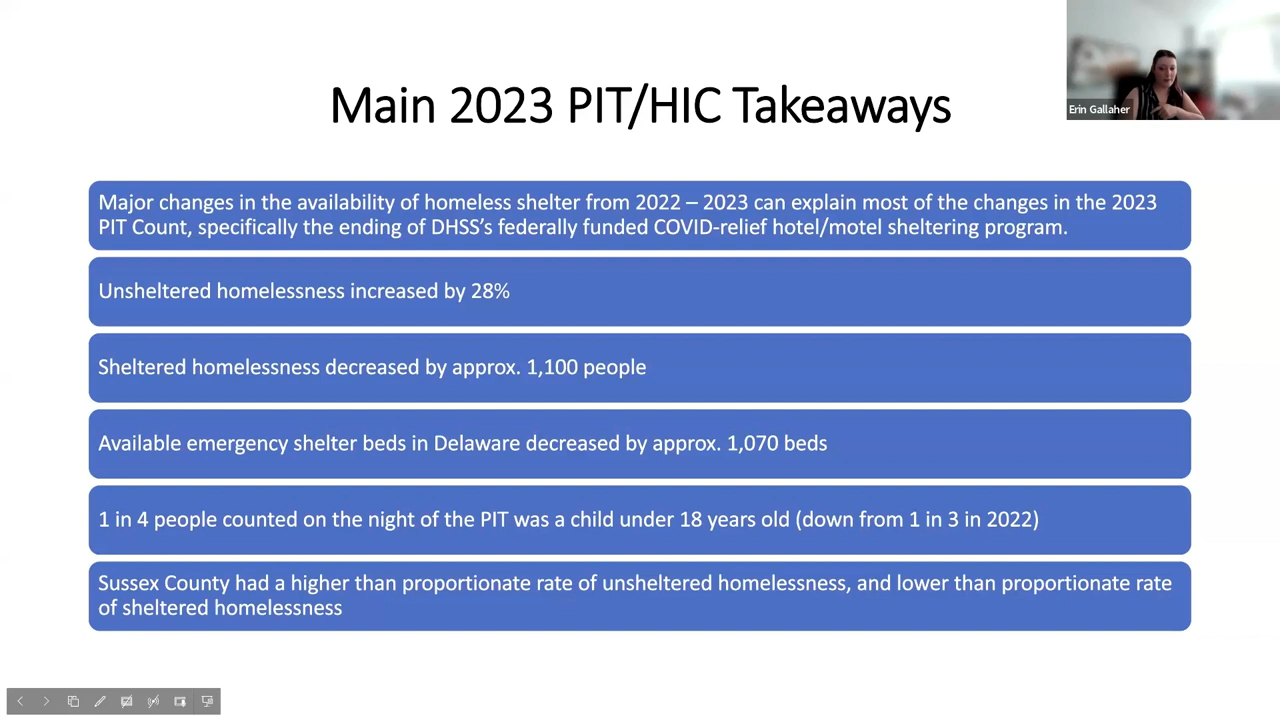 Main 2023 PIT/HIC Takeaways
Erin Gallaher
Major changes in the availability of homeless shelter from 2022 – 2023 can explain most of the changes in the 2023
PIT Count, specifically the ending of DHSS's federally funded COVID-relief hotel/motel sheltering program.
Unsheltered homelessness increased by 28%
Sheltered homelessness decreased by approx. 1,100 people
Available emergency shelter beds in Delaware decreased by approx. 1,070 beds
1 in 4 people counted on the night of the PIT was a child under 18 years old (down from 1 in 3 in 2022)
Sussex County had a higher than proportionate rate of unsheltered homelessness, and lower than proportionate rate
of sheltered homelessness